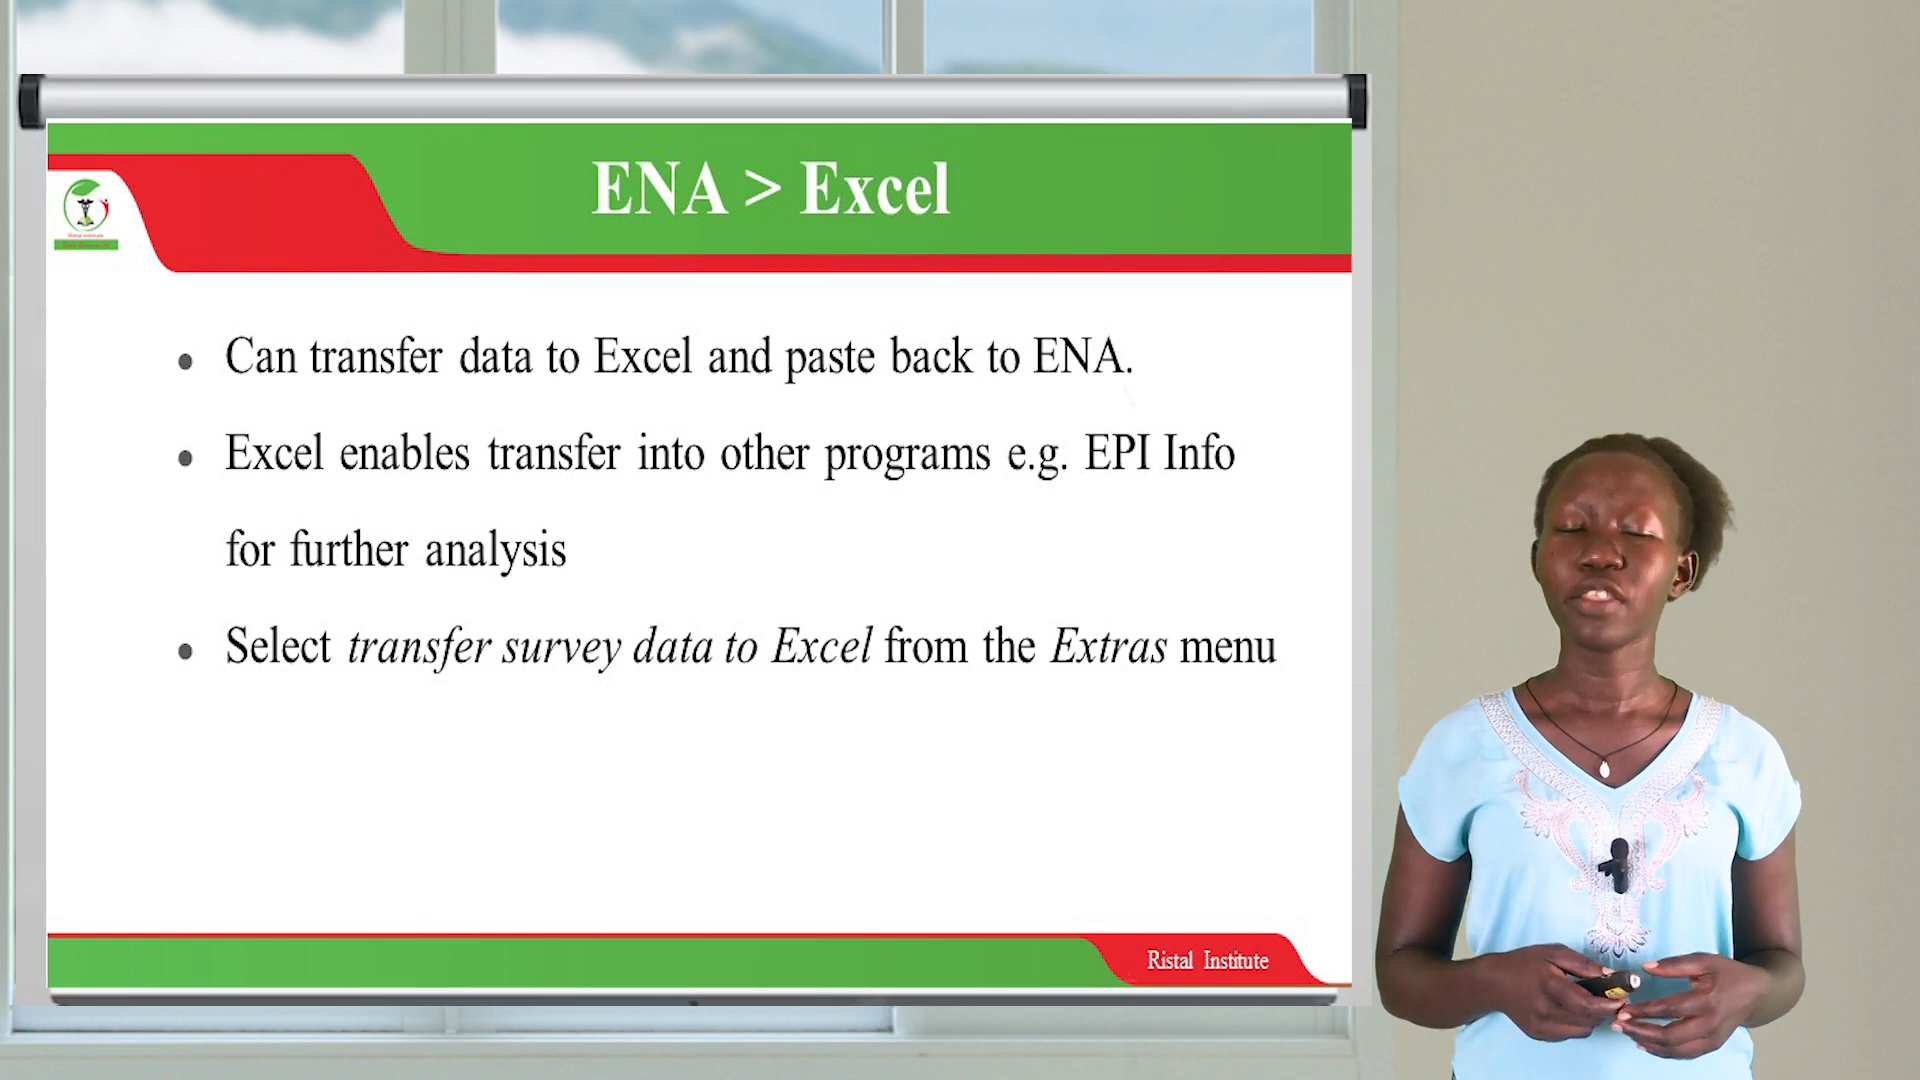 ENA > Excel
Can transfer data to Excel and paste back to ENA.
Excel enables transfer into other programs e.g. EPI Info
for further analysis
Select transfer survey data to Excel from the Extras menu
Ristal Institute